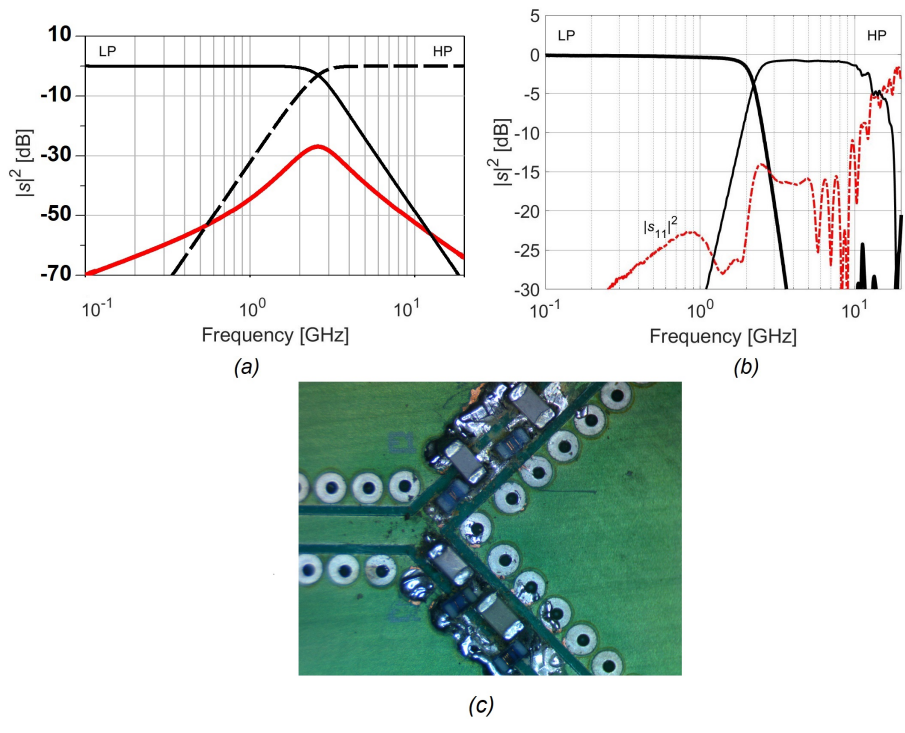 10
-10
-30
-50
-70
LP
HP
|s|² [dB]
10⁻¹
10⁰
10¹
Frequency [GHz]
(a)
5
0
-5
-10
-15
-20
-25
-30
LP
HP
|s₁₁|²
|s|² [dB]
10⁻¹
10⁰
10¹
Frequency [GHz]
(b)
(c)